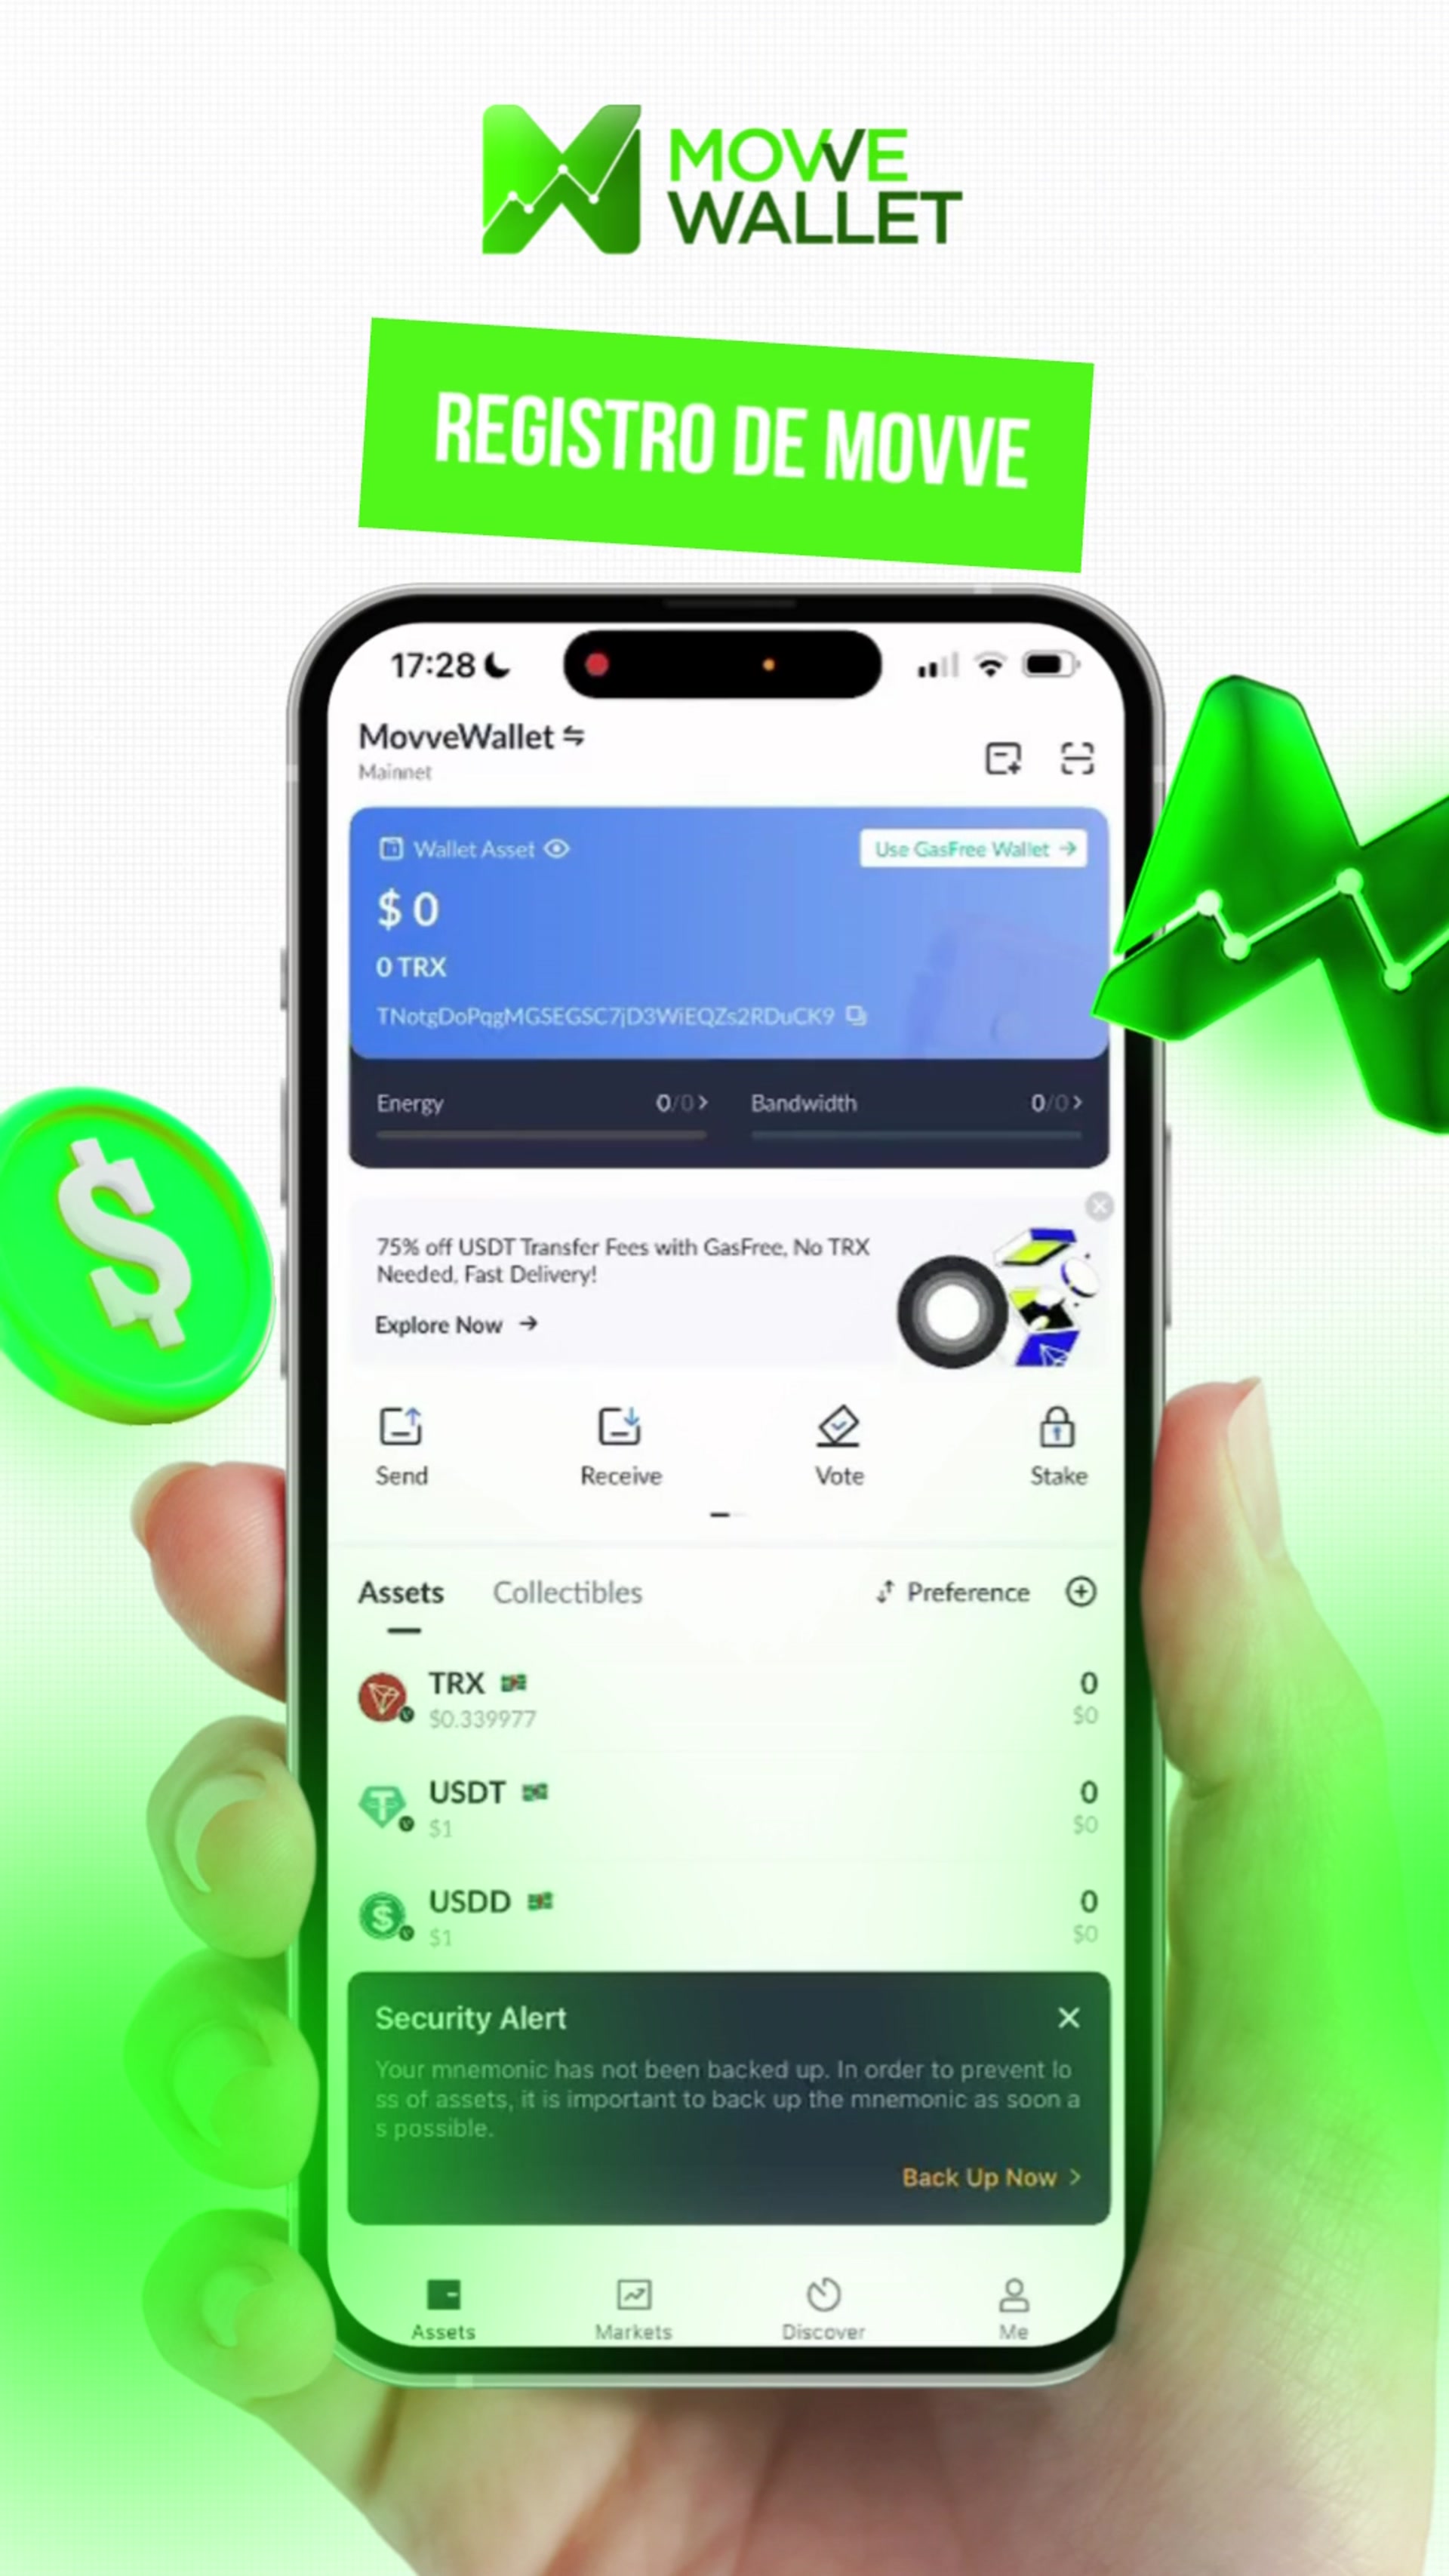 MOVVE
WALLET
REGISTRO DE MOVVE
17:28
MovveWallet
Mainnet
Wallet Asset
Use GasFree Wallet
$ 0
0 TRX
TNotgDoPqgMGSEGSC7jD3WiEQZs2RDuCK9
Energy 0/0
Bandwidth 0/0
75% off USDT Transfer Fees with GasFree, No TRX
Needed, Fast Delivery!
Explore Now
Send Receive Vote Stake
Assets Collectibles Preference
TRX 0
$0.339977 $0
USDT 0
$1 $0
USDD 0
$1 $0
Security Alert
Your mnemonic has not been backed up. In order to prevent lo
ss of assets, it is important to back up the mnemonic as soon a
s possible.
Back Up Now
Assets Markets Discover Me